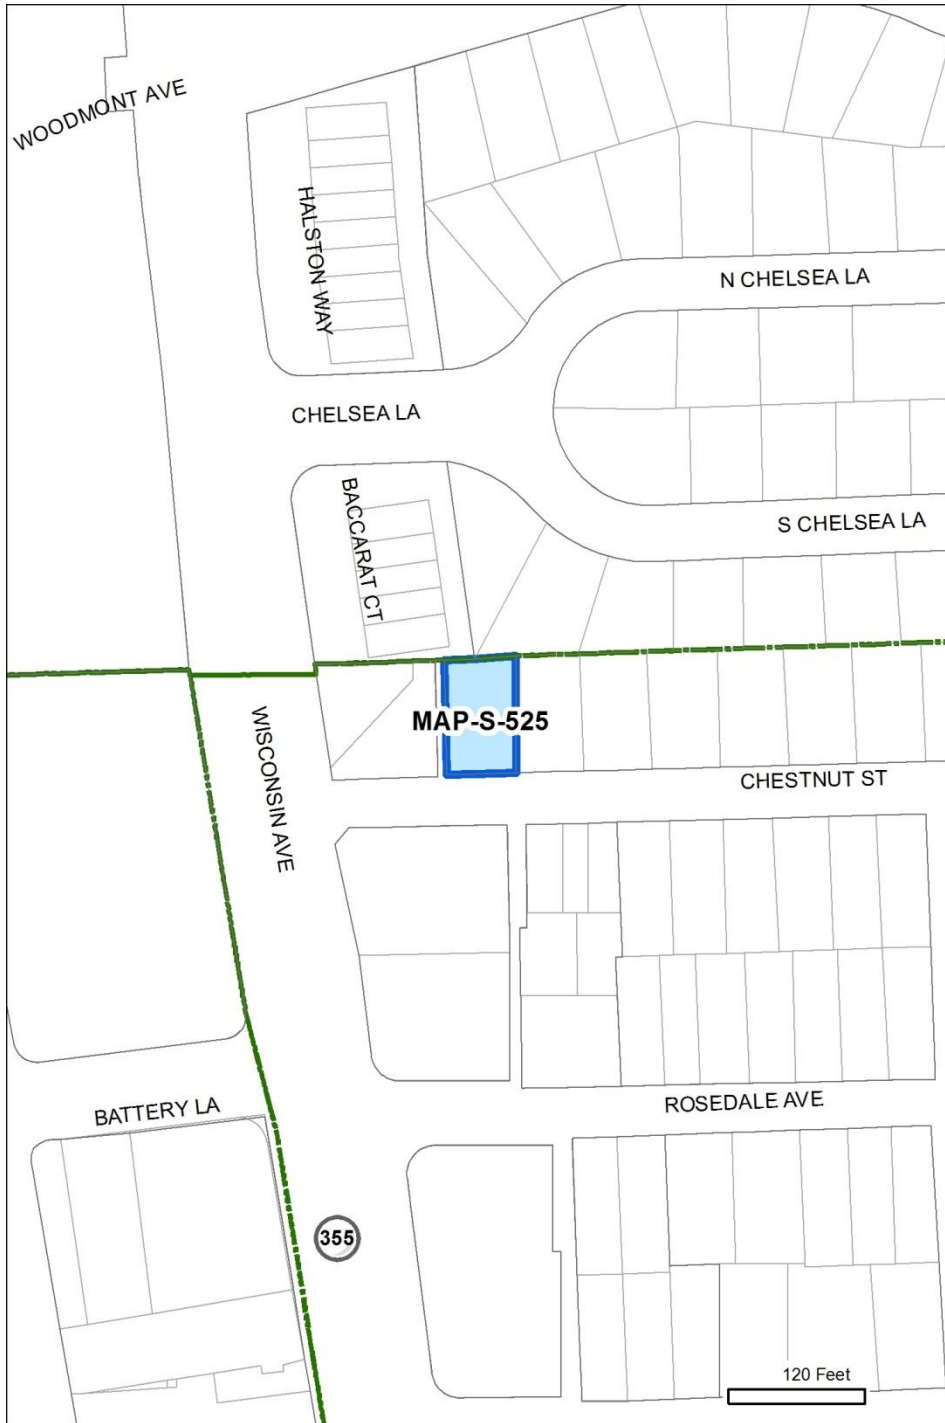 WOODMONT AVE
HALSTON WAY
N CHELSEA LA
CHELSEA LA
BACCARAT CT
S CHELSEA LA
MAP-S-525
WISCONSIN AVE
CHESTNUT ST
BATTERY LA
ROSEDALE AVE
355
120 Feet